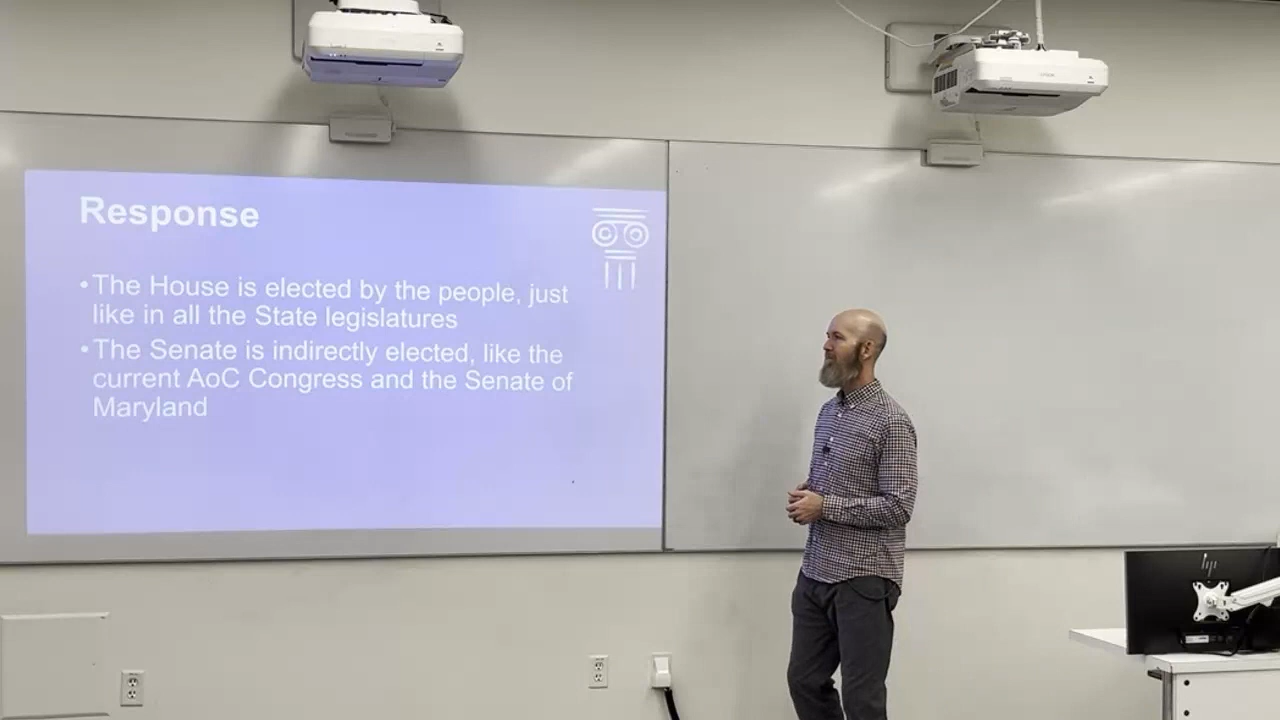 Response
•The House is elected by the people, just
like in all the State legislatures
•The Senate is indirectly elected, like the
current AoC Congress and the Senate of
Maryland
hp